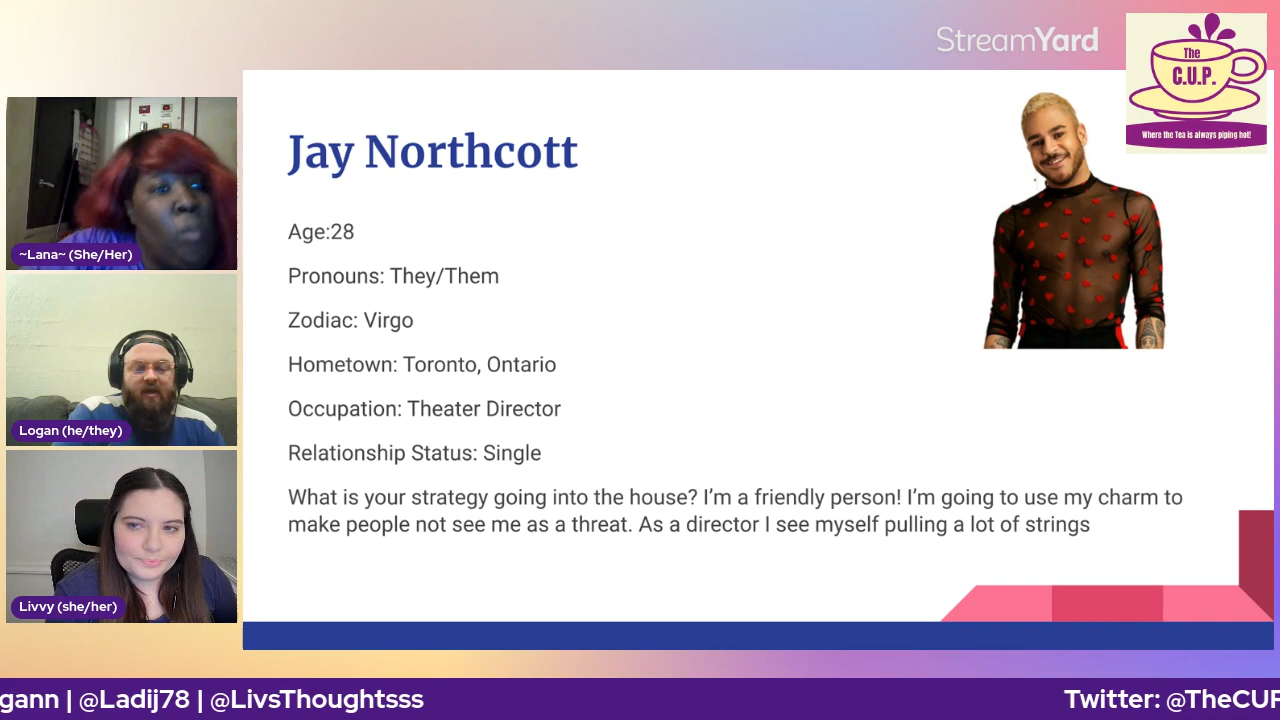 StreamYard
The
C.U.P.
Where the Tea is always piping hot!
Jay Northcott
Age:28
Pronouns: They/Them
Zodiac: Virgo
Hometown: Toronto, Ontario
Occupation: Theater Director
Relationship Status: Single
What is your strategy going into the house? I’m a friendly person! I’m going to use my charm to
make people not see me as a threat. As a director I see myself pulling a lot of strings
~Lana~ (She/Her)
Logan (he/they)
Livvy (she/her)
gann | @Ladij78 | @LivsThoughtsss
Twitter: @TheCUP